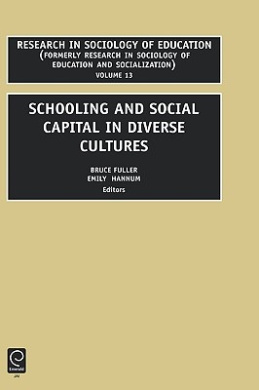 RESEARCH IN SOCIOLOGY OF EDUCATION
(FORMERLY RESEARCH IN SOCIOLOGY OF
EDUCATION AND SOCIALIZATION)
VOLUME 13
SCHOOLING AND SOCIAL
CAPITAL IN DIVERSE
CULTURES
BRUCE FULLER
EMILY HANNUM
Editors
Emerald